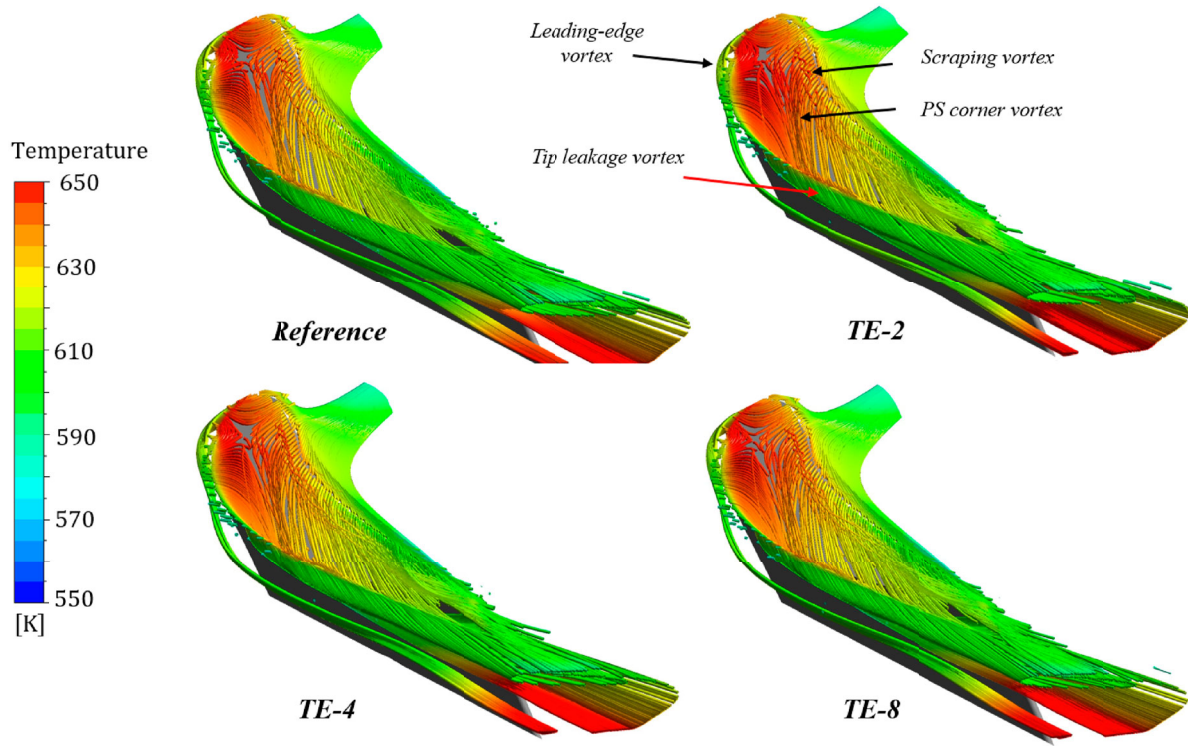 Leading-edge
vortex
Scraping vortex
PS corner vortex
Tip leakage vortex
Temperature
650
630
610
590
570
550
[K]
Reference
TE-2
TE-4
TE-8